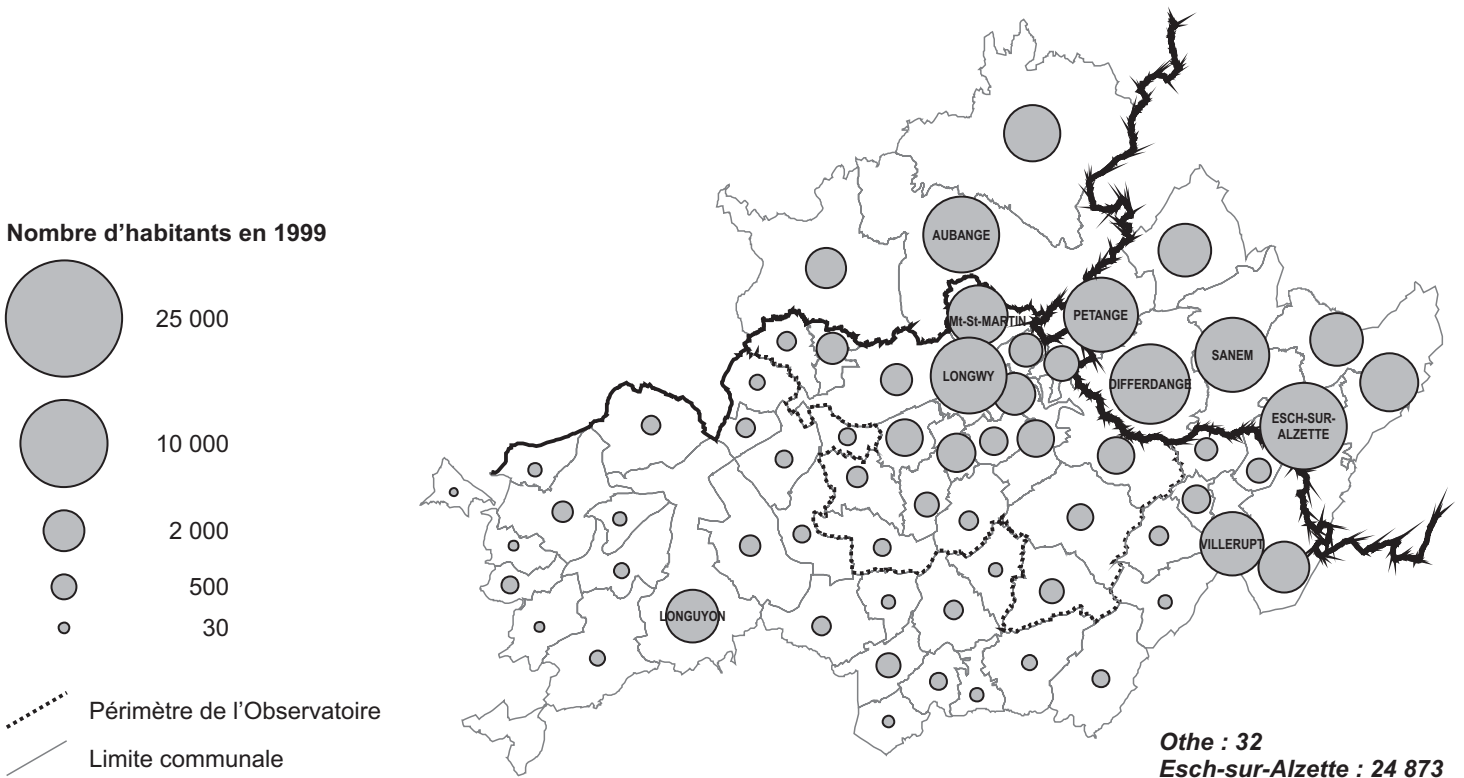 Nombre d'habitants en 1999
25 000
10 000
2 000
500
30
Périmètre de l'Observatoire
Limite communale
AUBANGE
Mt-St-MARTIN
PETANGE
LONGWY
DIFFERDANGE
SANEM
ESCH-SUR-
ALZETTE
VILLERUPT
LONGUYON
Othe : 32
Esch-sur-Alzette : 24 873